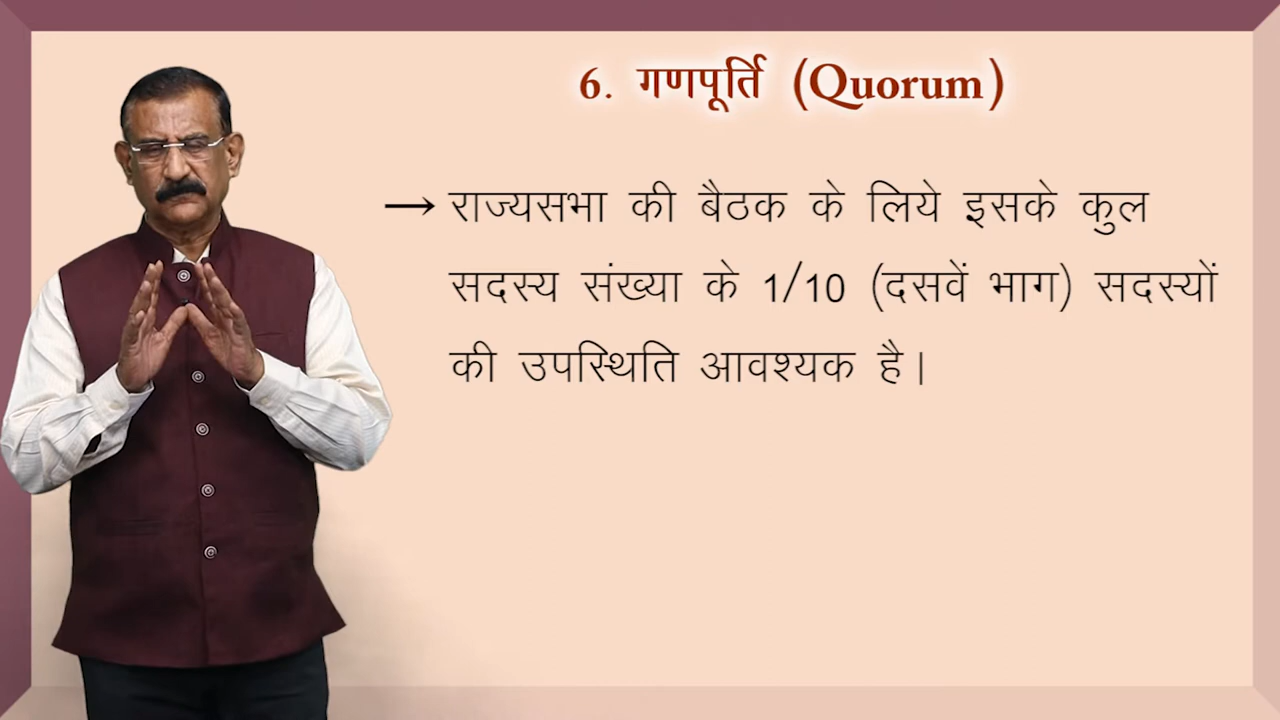 6. गणपूर्ति (Quorum)
→ राज्यसभा की बैठक के लिये इसके कुल
सदस्य संख्या के 1/10 (दसवें भाग) सदस्यों
की उपस्थिति आवश्यक है।